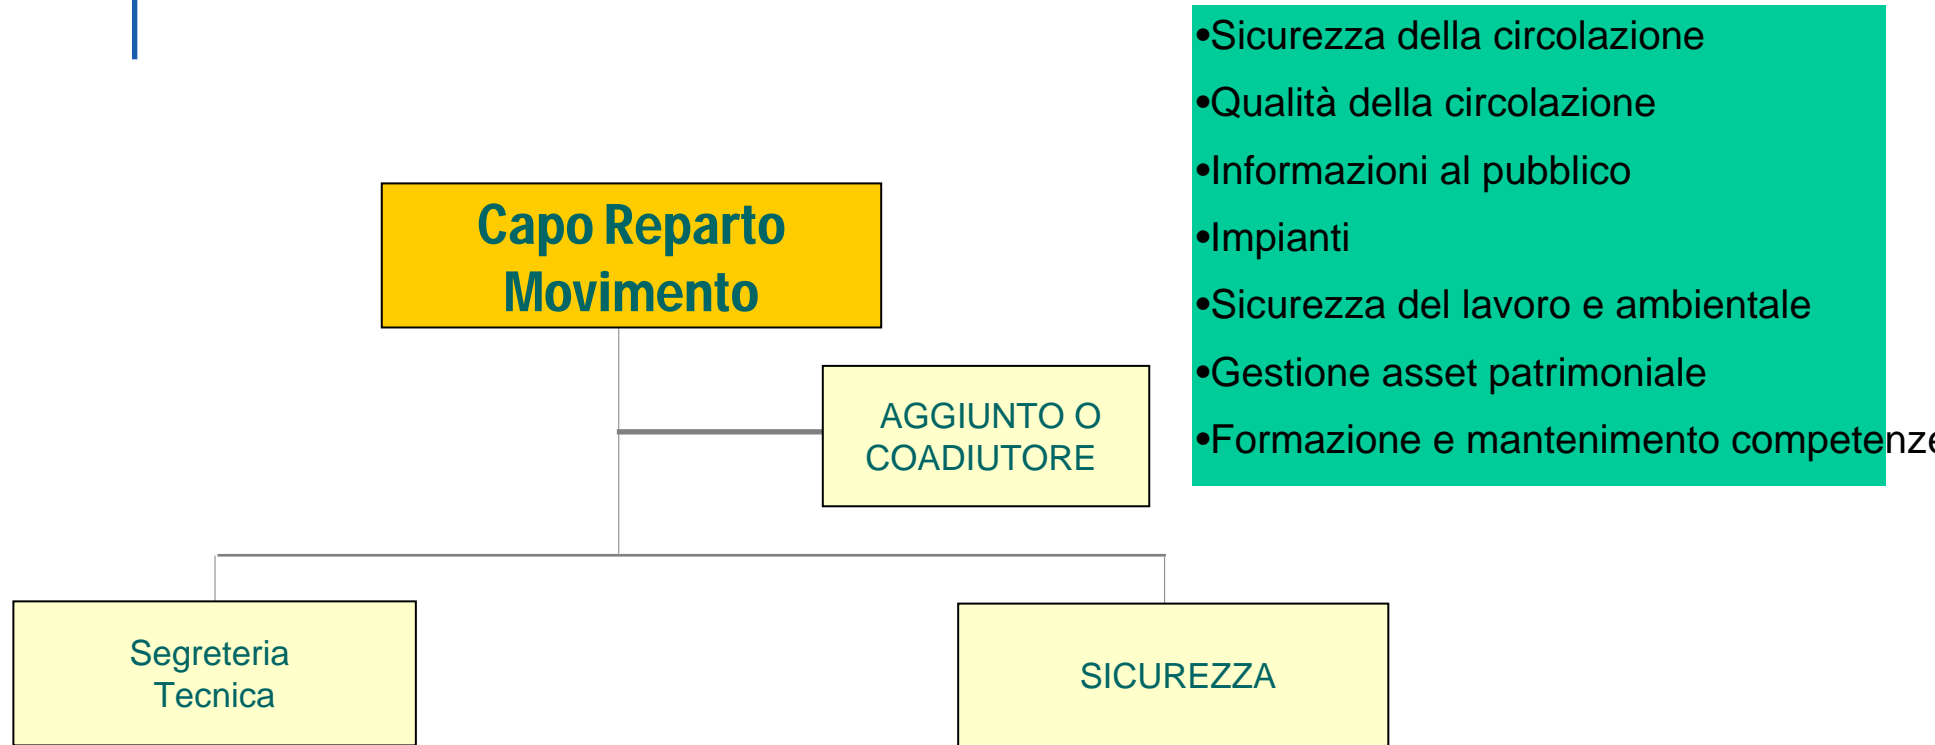 •Sicurezza della circolazione
•Qualità della circolazione
•Informazioni al pubblico
•Impianti
•Sicurezza del lavoro e ambientale
•Gestione asset patrimoniale
•Formazione e mantenimento competenze
Capo Reparto
Movimento
AGGIUNTO O
COADIUTORE
Segreteria
Tecnica
SICUREZZA